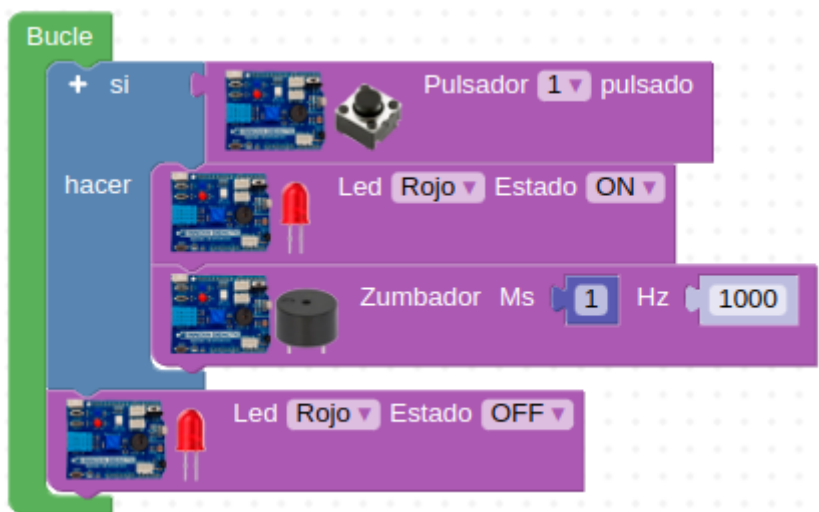 Bucle
+ si Pulsador 1 pulsado
hacer Led Rojo Estado ON
Zumbador Ms 1 Hz 1000
Led Rojo Estado OFF